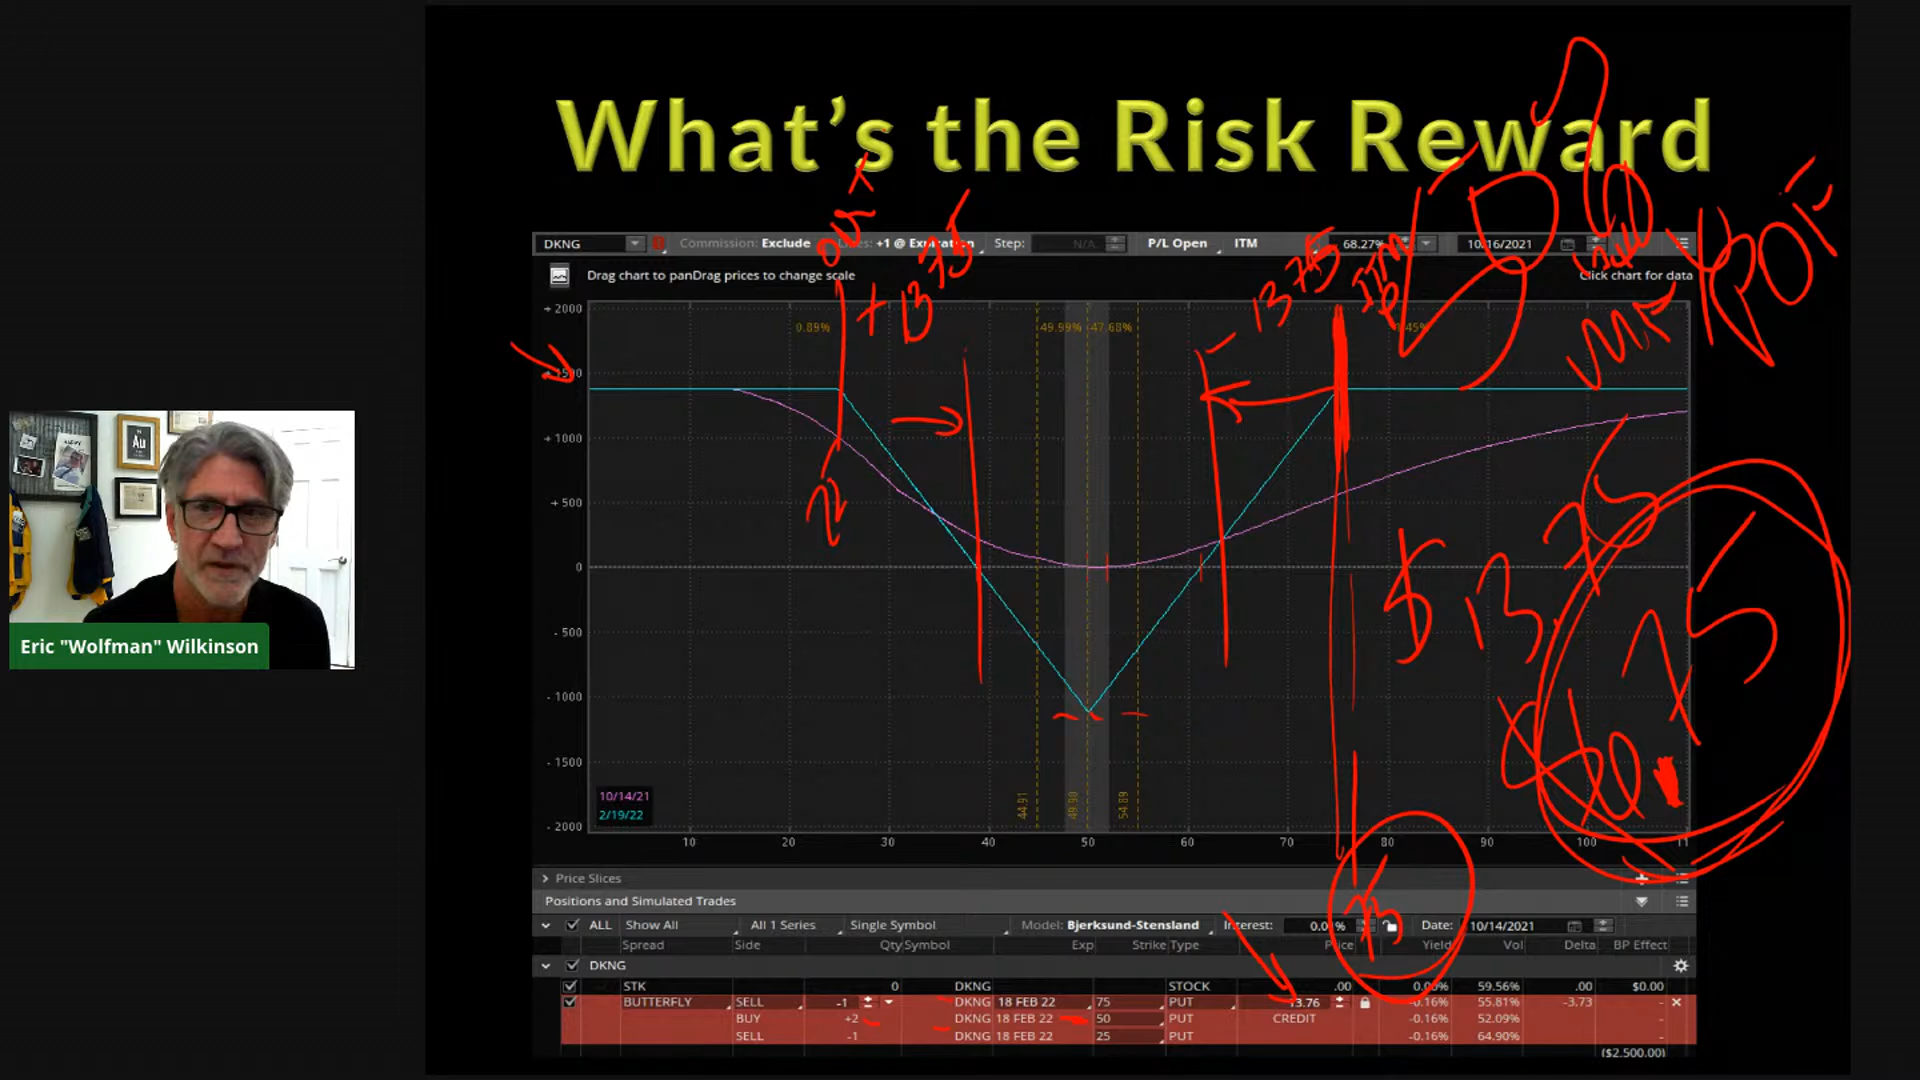 What's the Risk Reward
DKNG Commission: Exclude +1 @ Expiration Step: N/A P/L Open ITM 68.27% 10/16/2021
Drag chart to panDrag prices to change scale Click chart for data
+ 2000
0.89% 49.99% 47.68%
OUT
+ 1375
- 1375
ITM
+ 1000
+ 500
0
- 500
- 1000
- 1500
- 2000
$ 13.75
44.91 49.90 54.89
10/14/21
2/19/22
10 20 30 40 50 60 70 80 90 100 11
Au
Eric "Wolfman" Wilkinson
Price Slices
Positions and Simulated Trades
ALL Show All All 1 Series Single Symbol Model: Bjerksund-Stensland Interest: Date: 10/14/2021
Spread Side Qty Symbol Exp Strike Type Price Yield Vol Delta BP Effect
DKNG
STK 0 DKNG STOCK .00 0.00% 59.56% .00 $0.00
BUTTERFLY SELL -1 DKNG 18 FEB 22 75 PUT 13.76 -0.16% 55.81% -3.73 -
BUY +2 DKNG 18 FEB 22 50 PUT CREDIT -0.16% 52.09% -
SELL -1 DKNG 18 FEB 22 25 PUT -0.16% 64.90% -
($2,500.00)